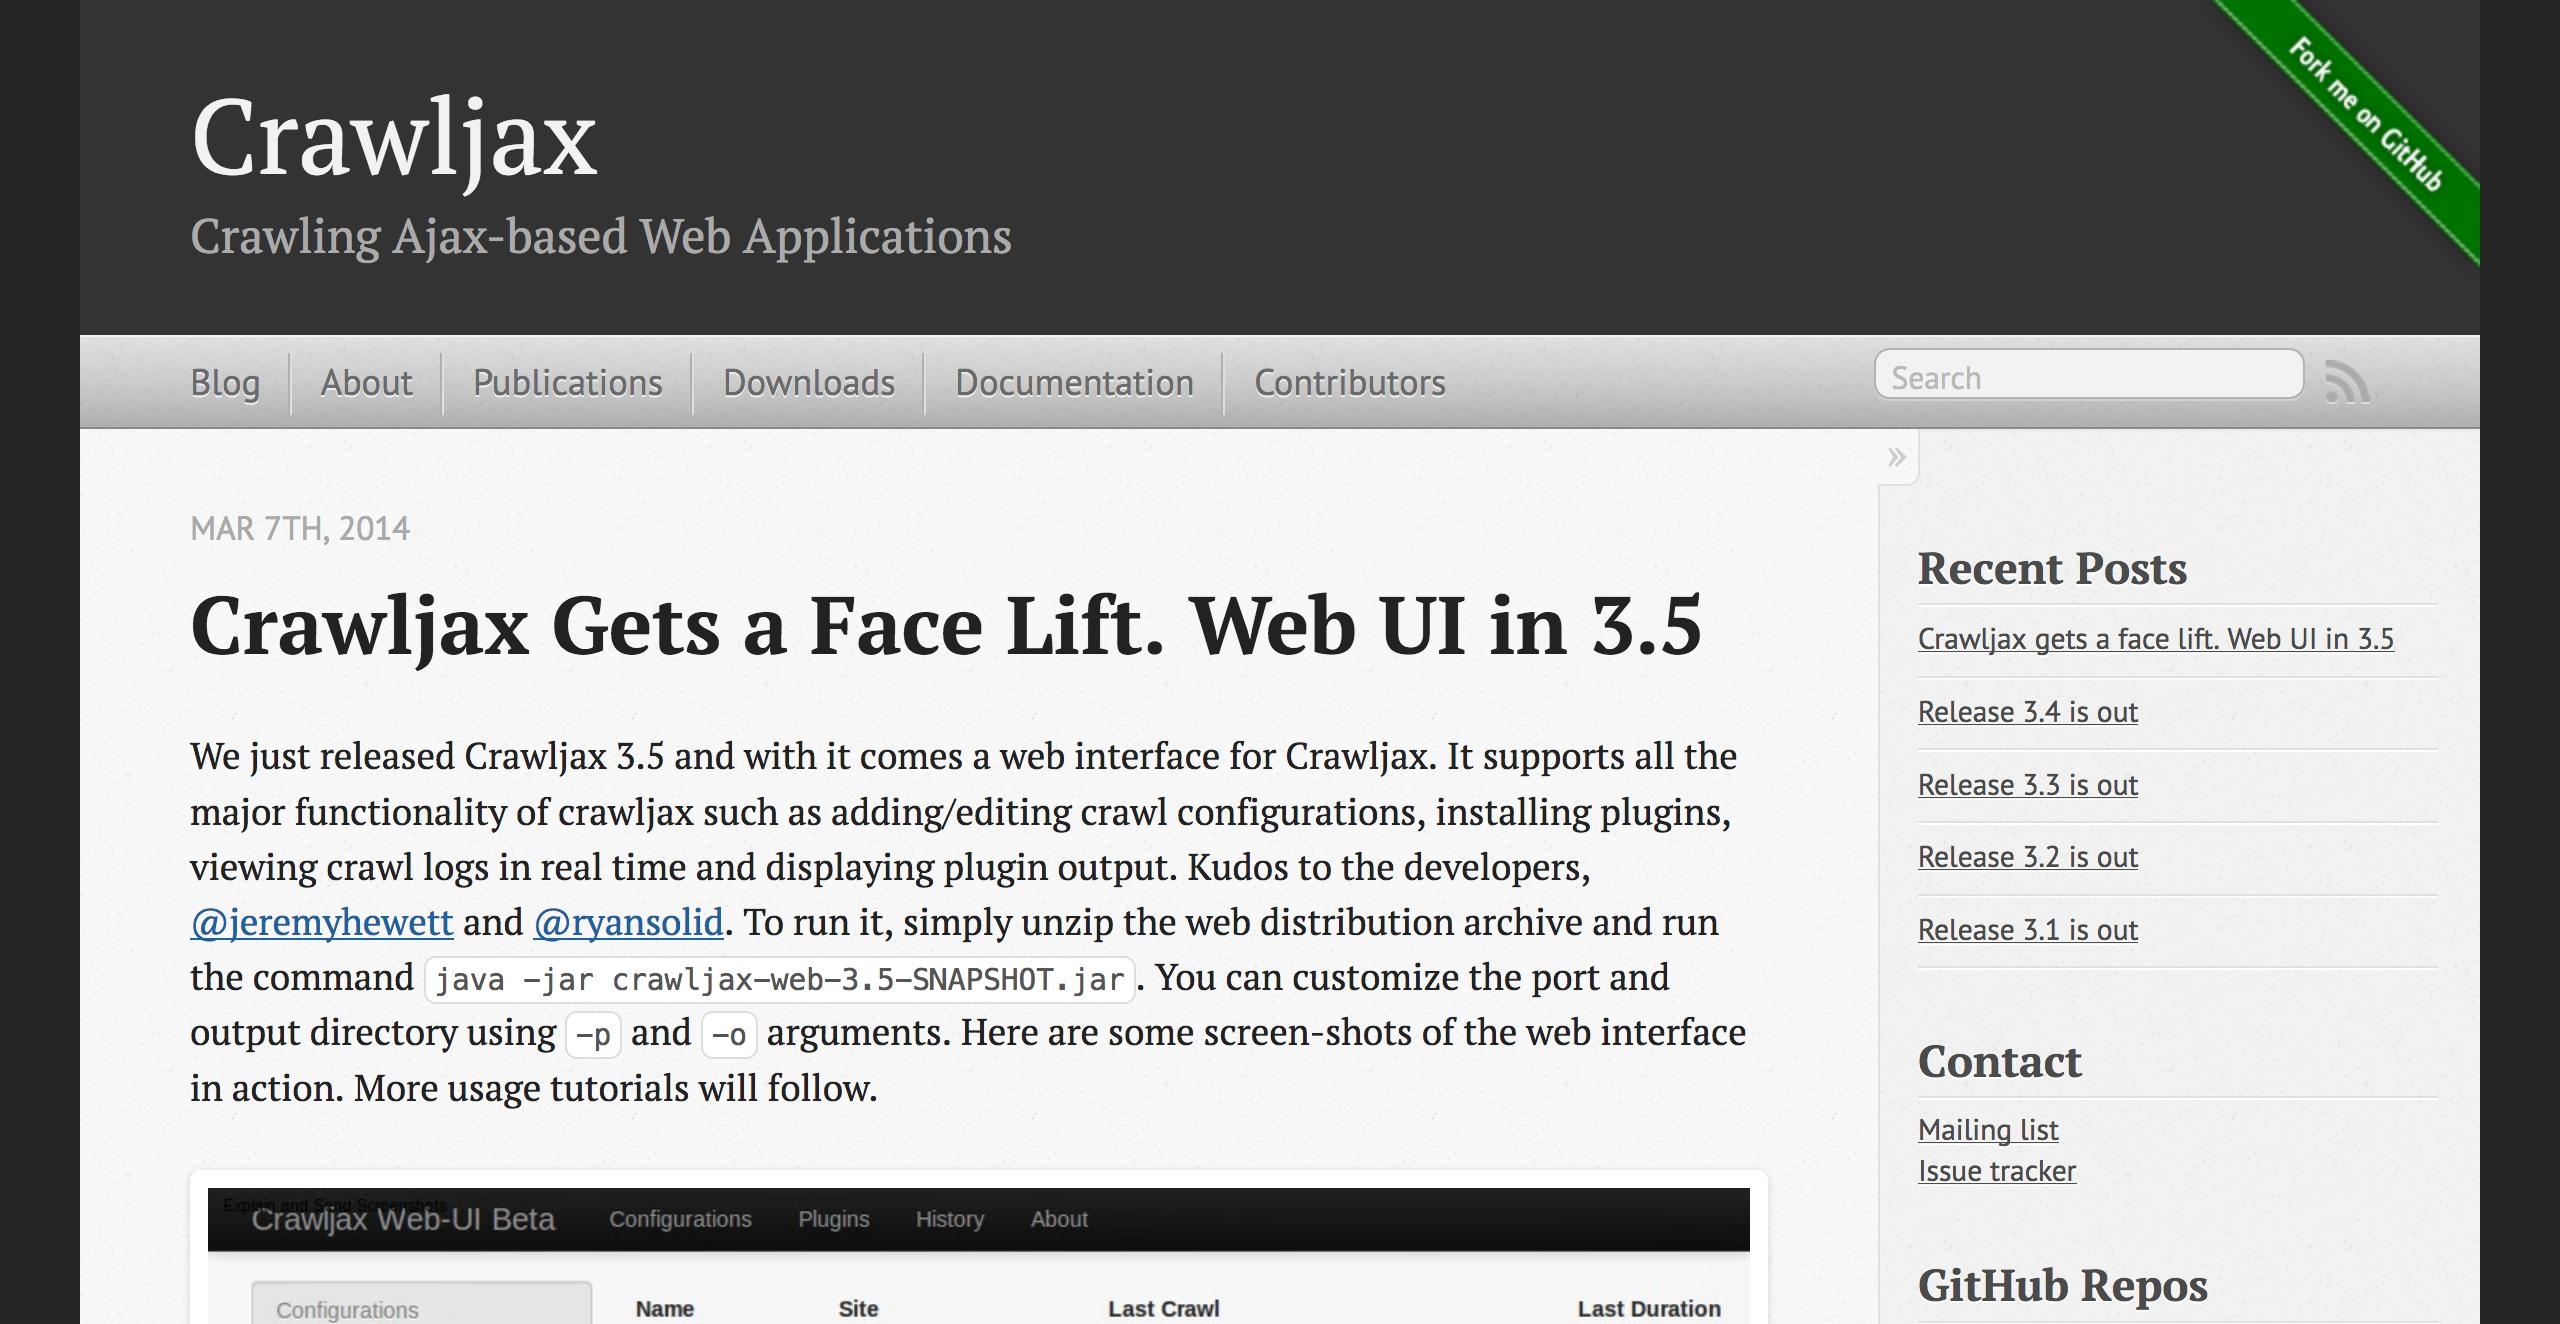 Crawljax
Crawling Ajax-based Web Applications
Fork me on GitHub
Blog
About
Publications
Downloads
Documentation
Contributors
Search
»
MAR 7TH, 2014
Crawljax Gets a Face Lift. Web UI in 3.5
We just released Crawljax 3.5 and with it comes a web interface for Crawljax. It supports all the
major functionality of crawljax such as adding/editing crawl configurations, installing plugins,
viewing crawl logs in real time and displaying plugin output. Kudos to the developers,
@jeremyhewett and @ryansolid. To run it, simply unzip the web distribution archive and run
the command java -jar crawljax-web-3.5-SNAPSHOT.jar. You can customize the port and
output directory using -p and -o arguments. Here are some screen-shots of the web interface
in action. More usage tutorials will follow.
Explain and Send Screenshots
Crawljax Web-UI Beta
Configurations
Plugins
History
About
Configurations
Name
Site
Last Crawl
Last Duration
Recent Posts
Crawljax gets a face lift. Web UI in 3.5
Release 3.4 is out
Release 3.3 is out
Release 3.2 is out
Release 3.1 is out
Contact
Mailing list
Issue tracker
GitHub Repos